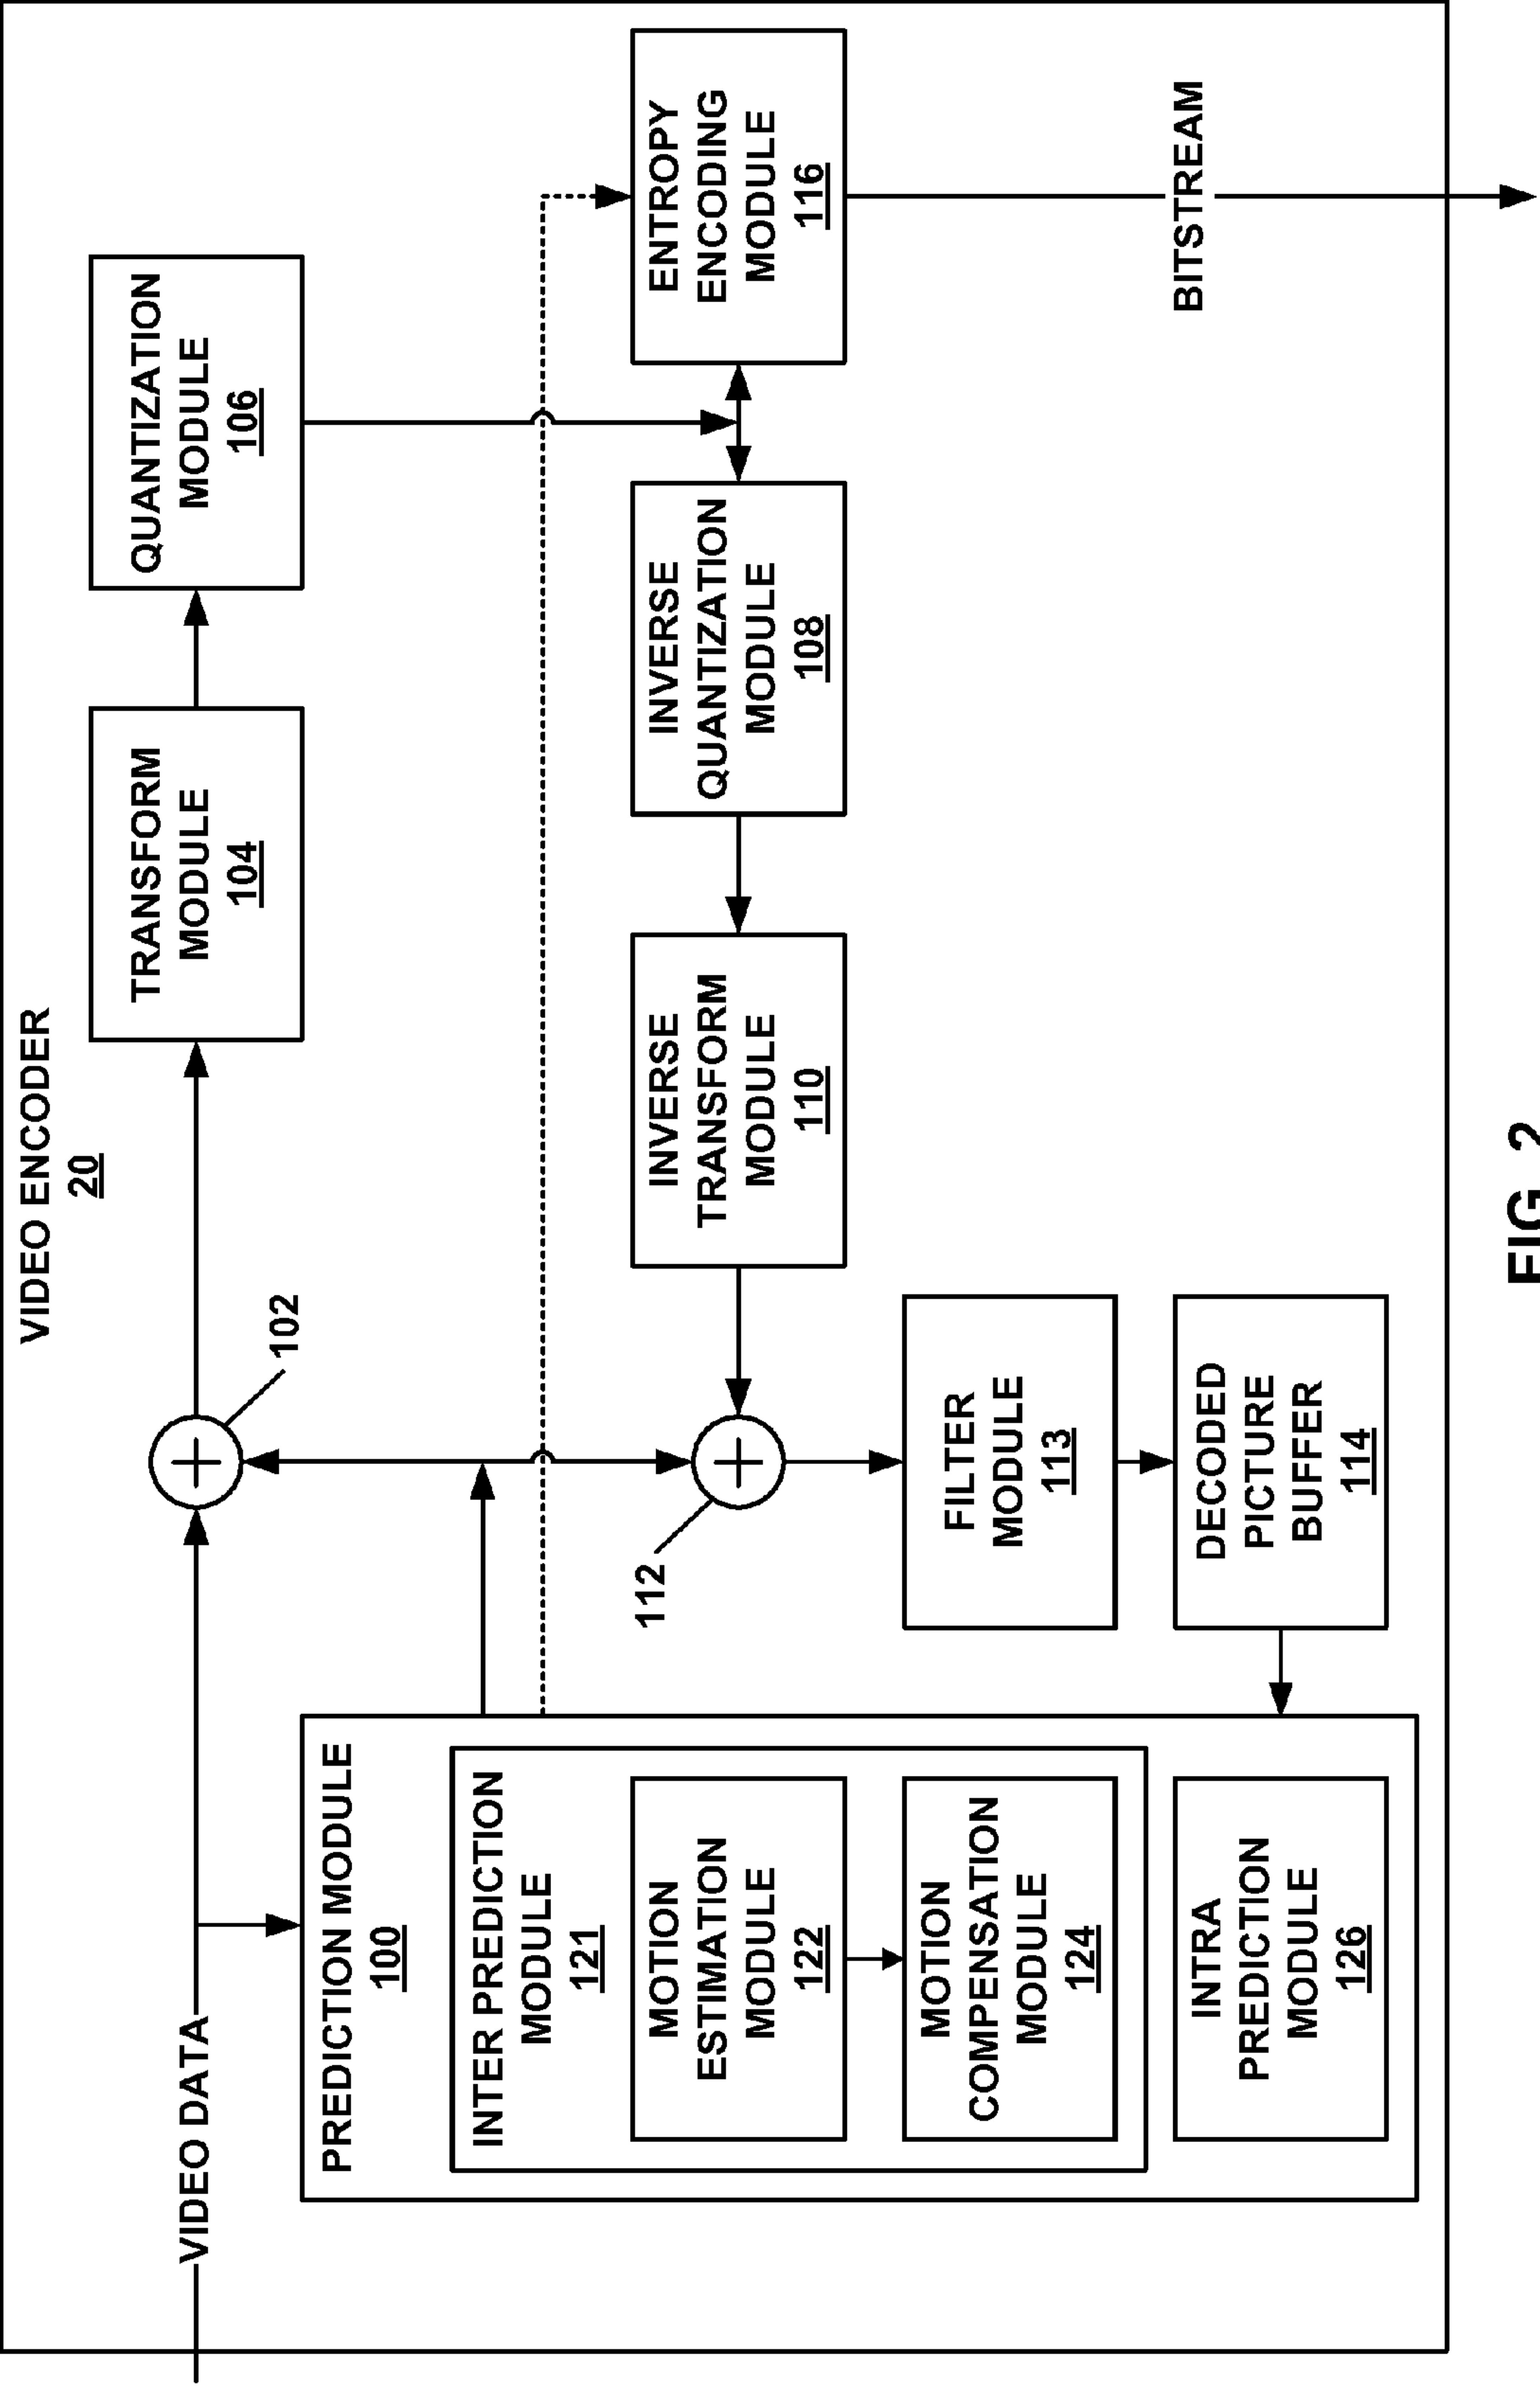 VIDEO ENCODER
20
VIDEO DATA
102
TRANSFORM
MODULE
104
QUANTIZATION
MODULE
106
PREDICTION MODULE
100
INTER PREDICTION
MODULE
121
MOTION
ESTIMATION
MODULE
122
MOTION
COMPENSATION
MODULE
124
INTRA
PREDICTION
MODULE
126
112
INVERSE
TRANSFORM
MODULE
110
INVERSE
QUANTIZATION
MODULE
108
ENTROPY
ENCODING
MODULE
116
FILTER
MODULE
113
DECODED
PICTURE
BUFFER
114
BITSTREAM
FIG. 2